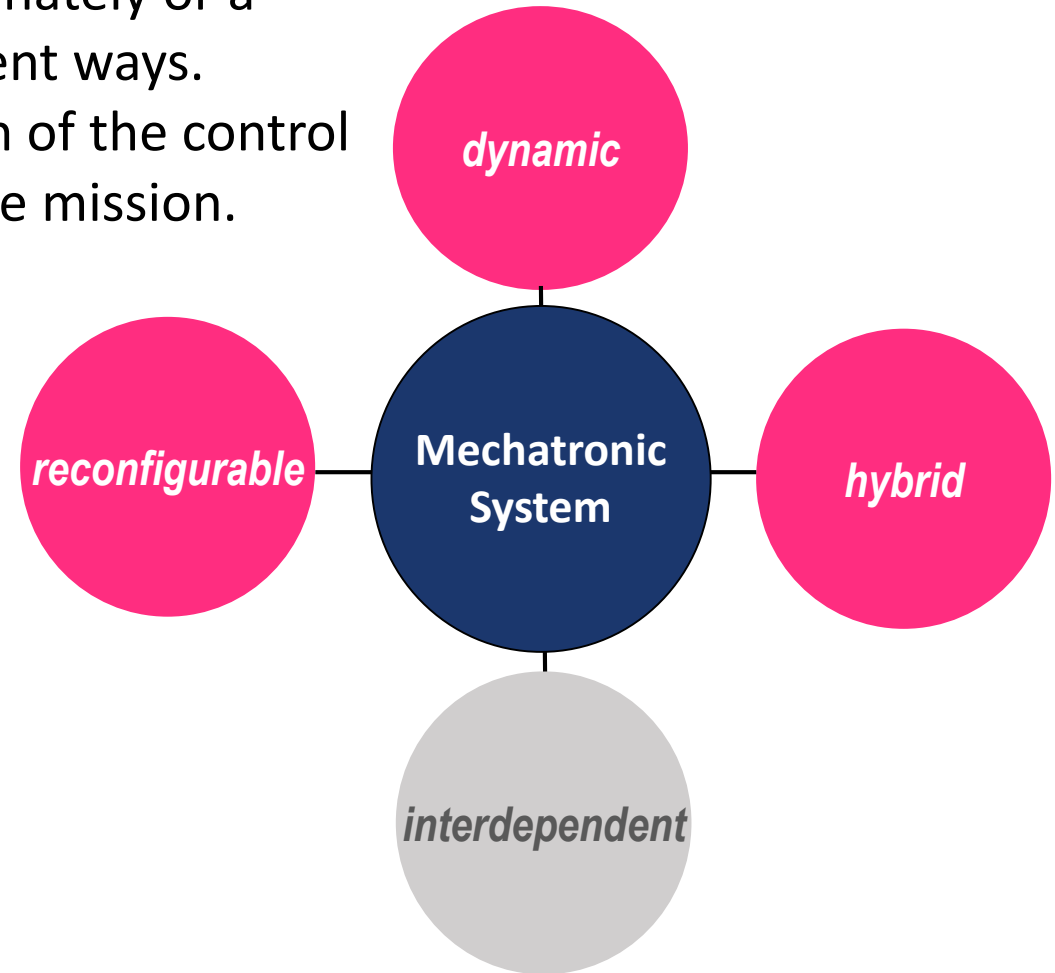 ent ways.
of the control
e mission.
dynamic
reconfigurable
Mechatronic
System
hybrid
interdependent